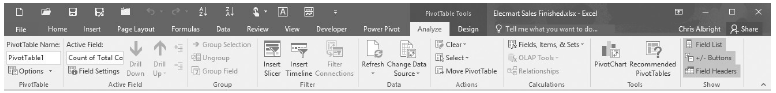 PivotTable Tools Elecmart Sales Finished.xlsx - Excel
File Home Insert Page Layout Formulas Data Review View Developer Power Pivot Analyze Design Tell me what you want to do... Chris Albright Share
PivotTable Name: Active Field: Group Selection Clear Fields, Items, & Sets Field List
PivotTable1 Count of Total Co Ungroup Select OLAP Tools +/- Buttons
Options Field Settings Drill Down Drill Up Group Field Insert Slicer Insert Timeline Filter Connections Refresh Change Data Source Move PivotTable Relationships PivotChart Recommended PivotTables Field Headers
PivotTable Active Field Group Filter Data Actions Calculations Tools Show